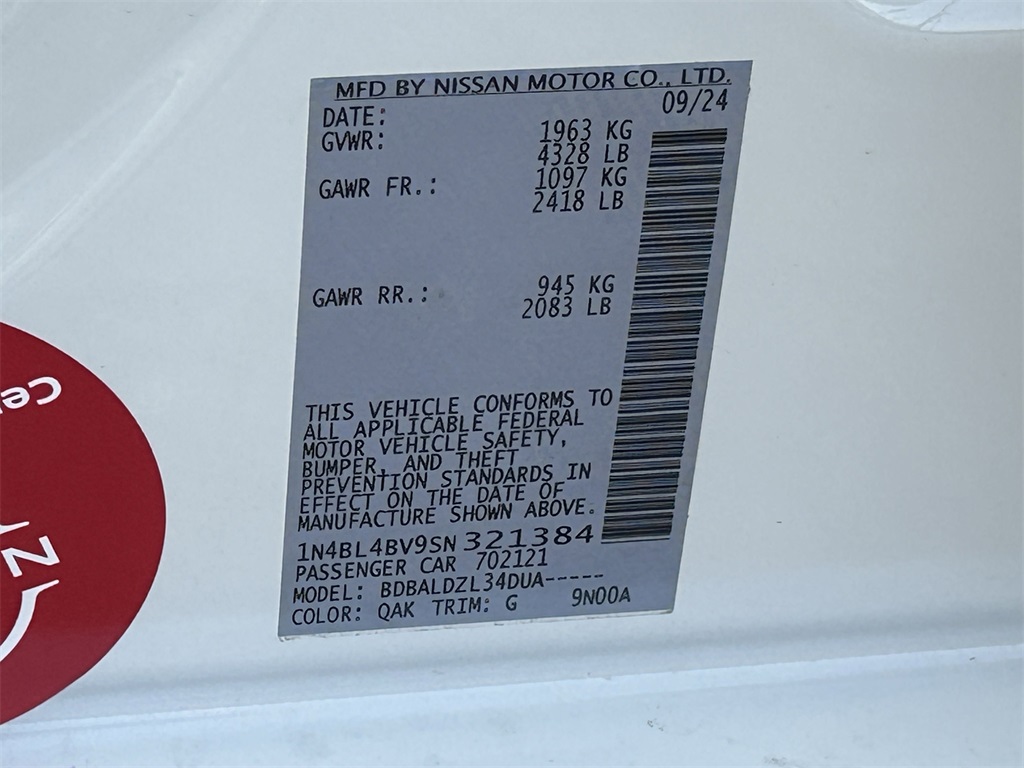 MFD BY NISSAN MOTOR CO., LTD.
DATE: 09/24
GVWR: 1963 KG
4328 LB
GAWR FR.: 1097 KG
2418 LB
GAWR RR.: 945 KG
2083 LB
THIS VEHICLE CONFORMS TO
ALL APPLICABLE FEDERAL
MOTOR VEHICLE SAFETY,
BUMPER, AND THEFT
PREVENTION STANDARDS IN
EFFECT ON THE DATE OF
MANUFACTURE SHOWN ABOVE.
1N4BL4BV9SN321384
PASSENGER CAR 702121
MODEL: BDBALDZL34DUA-----
COLOR: QAK TRIM: G 9N00A